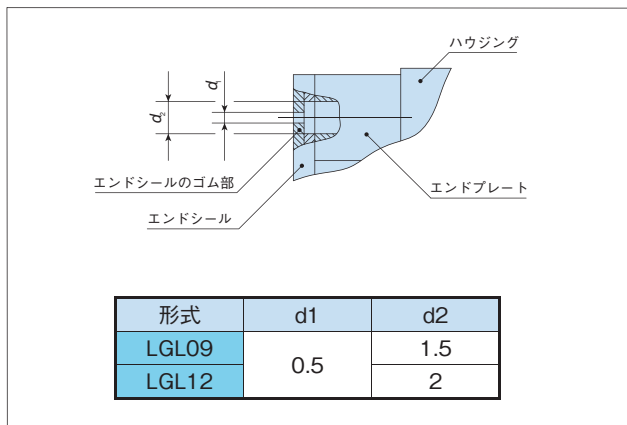 ハウジング
d₁
d₂
エンドシールのゴム部
エンドプレート
エンドシール
形式 d1 d2
LGL09 0.5 1.5
LGL12 2